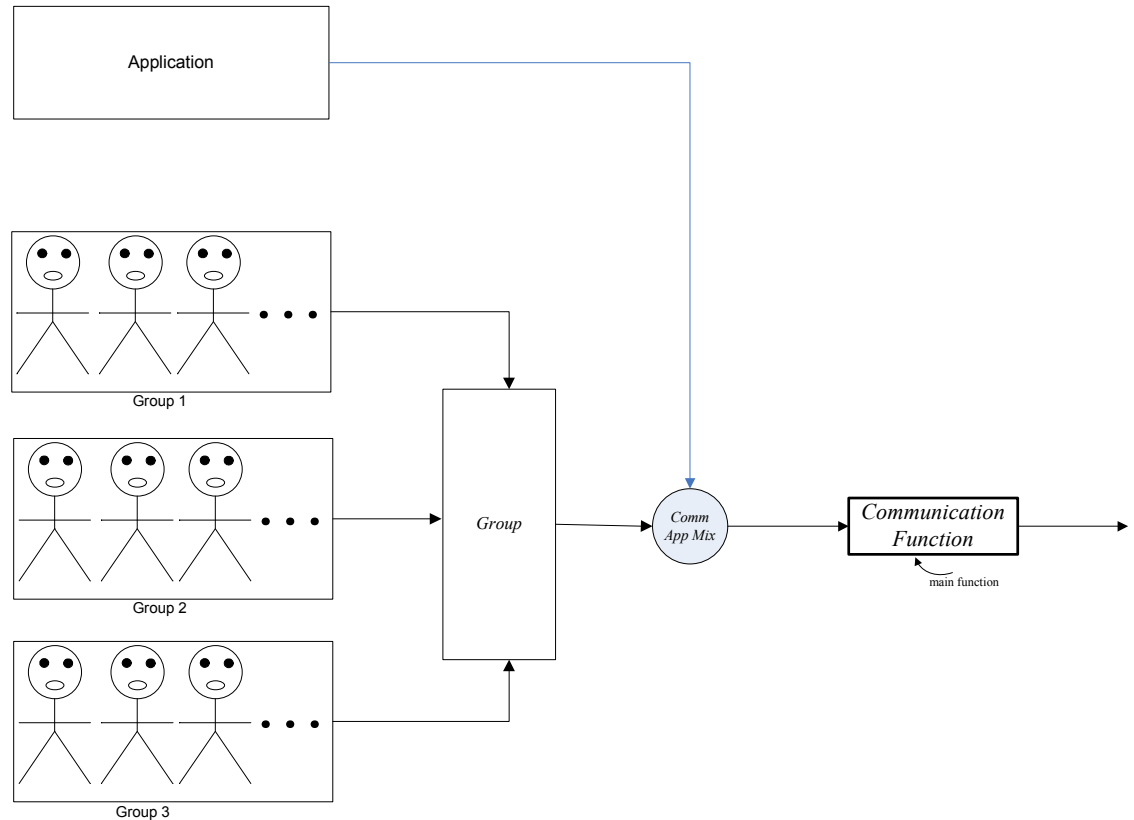 Application
Group 1
Group 2
Group 3
Group
Comm
App Mix
Communication
Function
main function